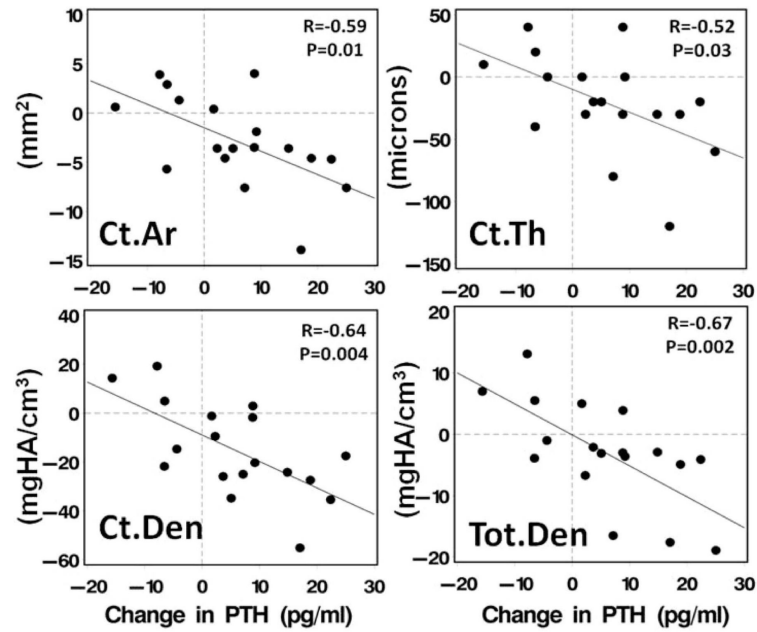 10
5
0
−5
−10
−15
(mm²)
R=-0.59
P=0.01
Ct.Ar
−20 −10 0 10 20 30
50
0
−50
−100
−150
(microns)
R=-0.52
P=0.03
Ct.Th
−20 −10 0 10 20 30
40
20
0
−20
−40
−60
(mgHA/cm³)
R=-0.64
P=0.004
Ct.Den
−20 −10 0 10 20 30
Change in PTH (pg/ml)
20
10
0
−10
−20
(mgHA/cm³)
R=-0.67
P=0.002
Tot.Den
−20 −10 0 10 20 30
Change in PTH (pg/ml)